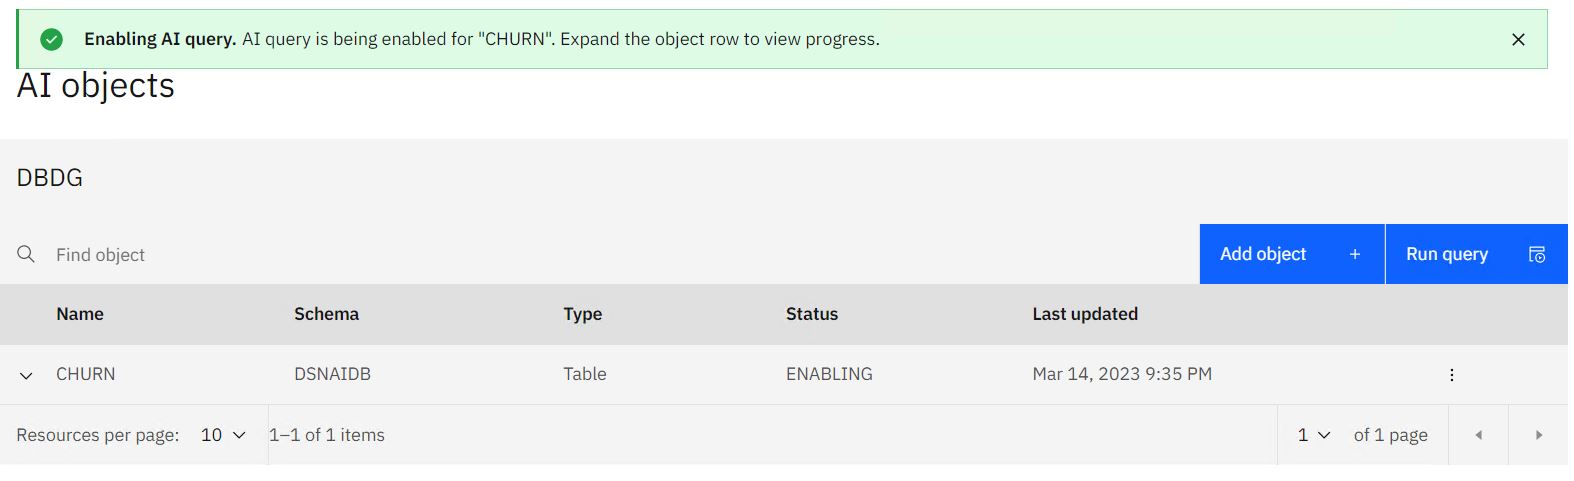 Enabling AI query. AI query is being enabled for "CHURN". Expand the object row to view progress.
AI objects
DBDG
Find object
Add object
Run query
Name Schema Type Status Last updated
CHURN DSNAIDB Table ENABLING Mar 14, 2023 9:35 PM
Resources per page: 10 1–1 of 1 items 1 of 1 page